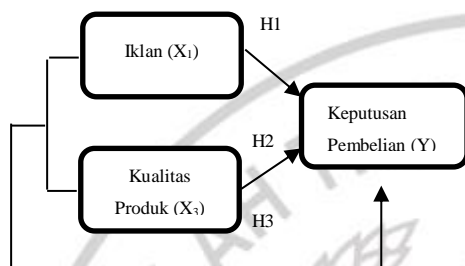 H1
Iklan (X₁)
Keputusan
Pembelian (Y)
H2
Kualitas
Produk (X₃)
H3